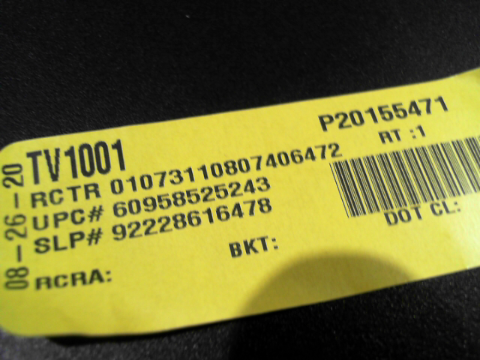 P20155471
TV1001
RT :1
RCTR 01073110807406472
UPC# 60958525243
SLP# 92228616478
DOT CL:
BKT:
RCRA:
08-26-20